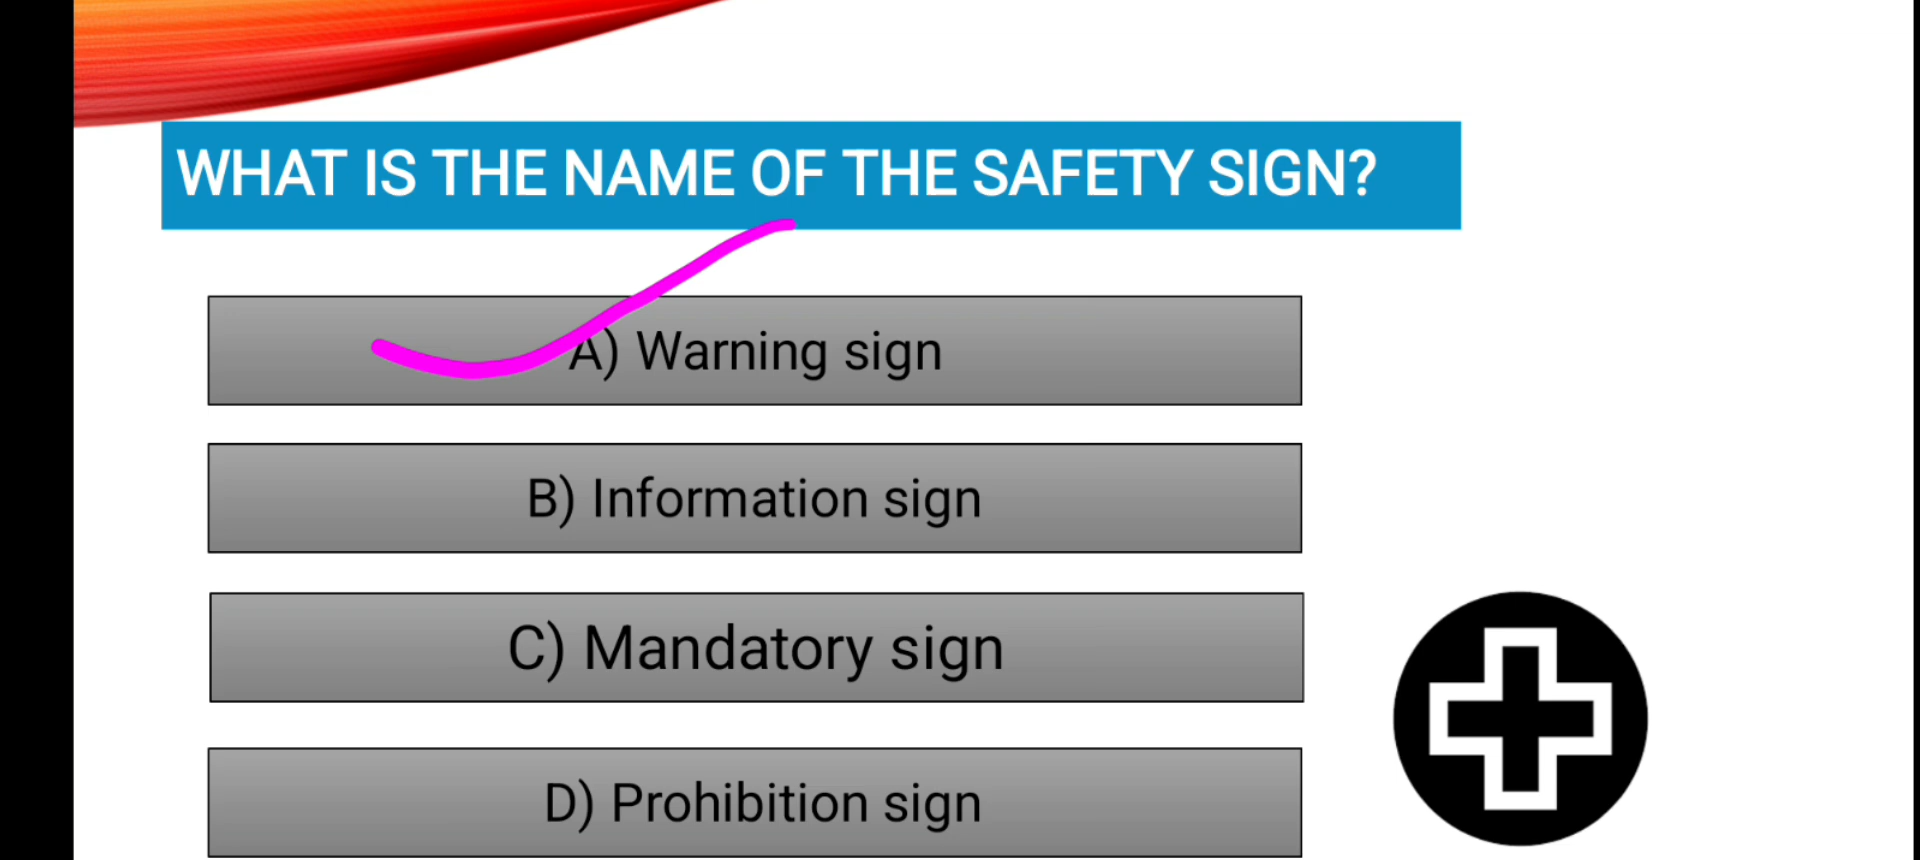 WHAT IS THE NAME OF THE SAFETY SIGN?
A) Warning sign
B) Information sign
C) Mandatory sign
D) Prohibition sign